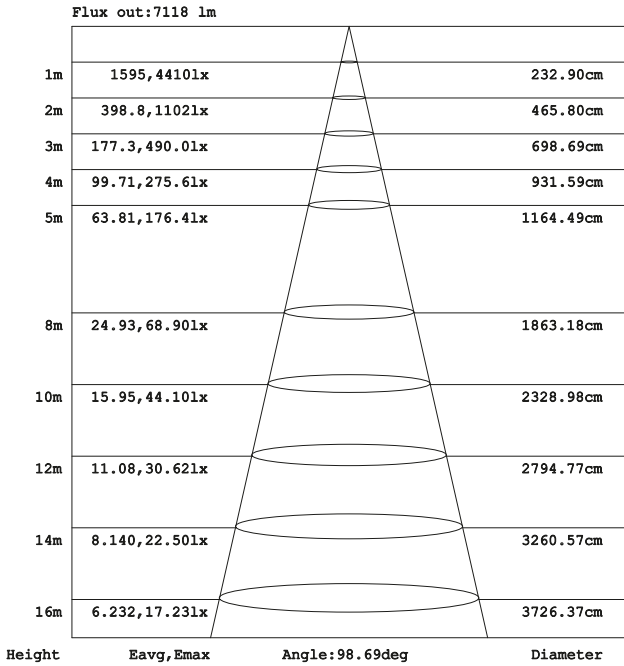 Flux out:7118 lm
1m 1595,4410lx 232.90cm
2m 398.8,1102lx 465.80cm
3m 177.3,490.0lx 698.69cm
4m 99.71,275.6lx 931.59cm
5m 63.81,176.4lx 1164.49cm
8m 24.93,68.90lx 1863.18cm
10m 15.95,44.10lx 2328.98cm
12m 11.08,30.62lx 2794.77cm
14m 8.140,22.50lx 3260.57cm
16m 6.232,17.23lx 3726.37cm
Height Eavg,Emax Angle:98.69deg Diameter